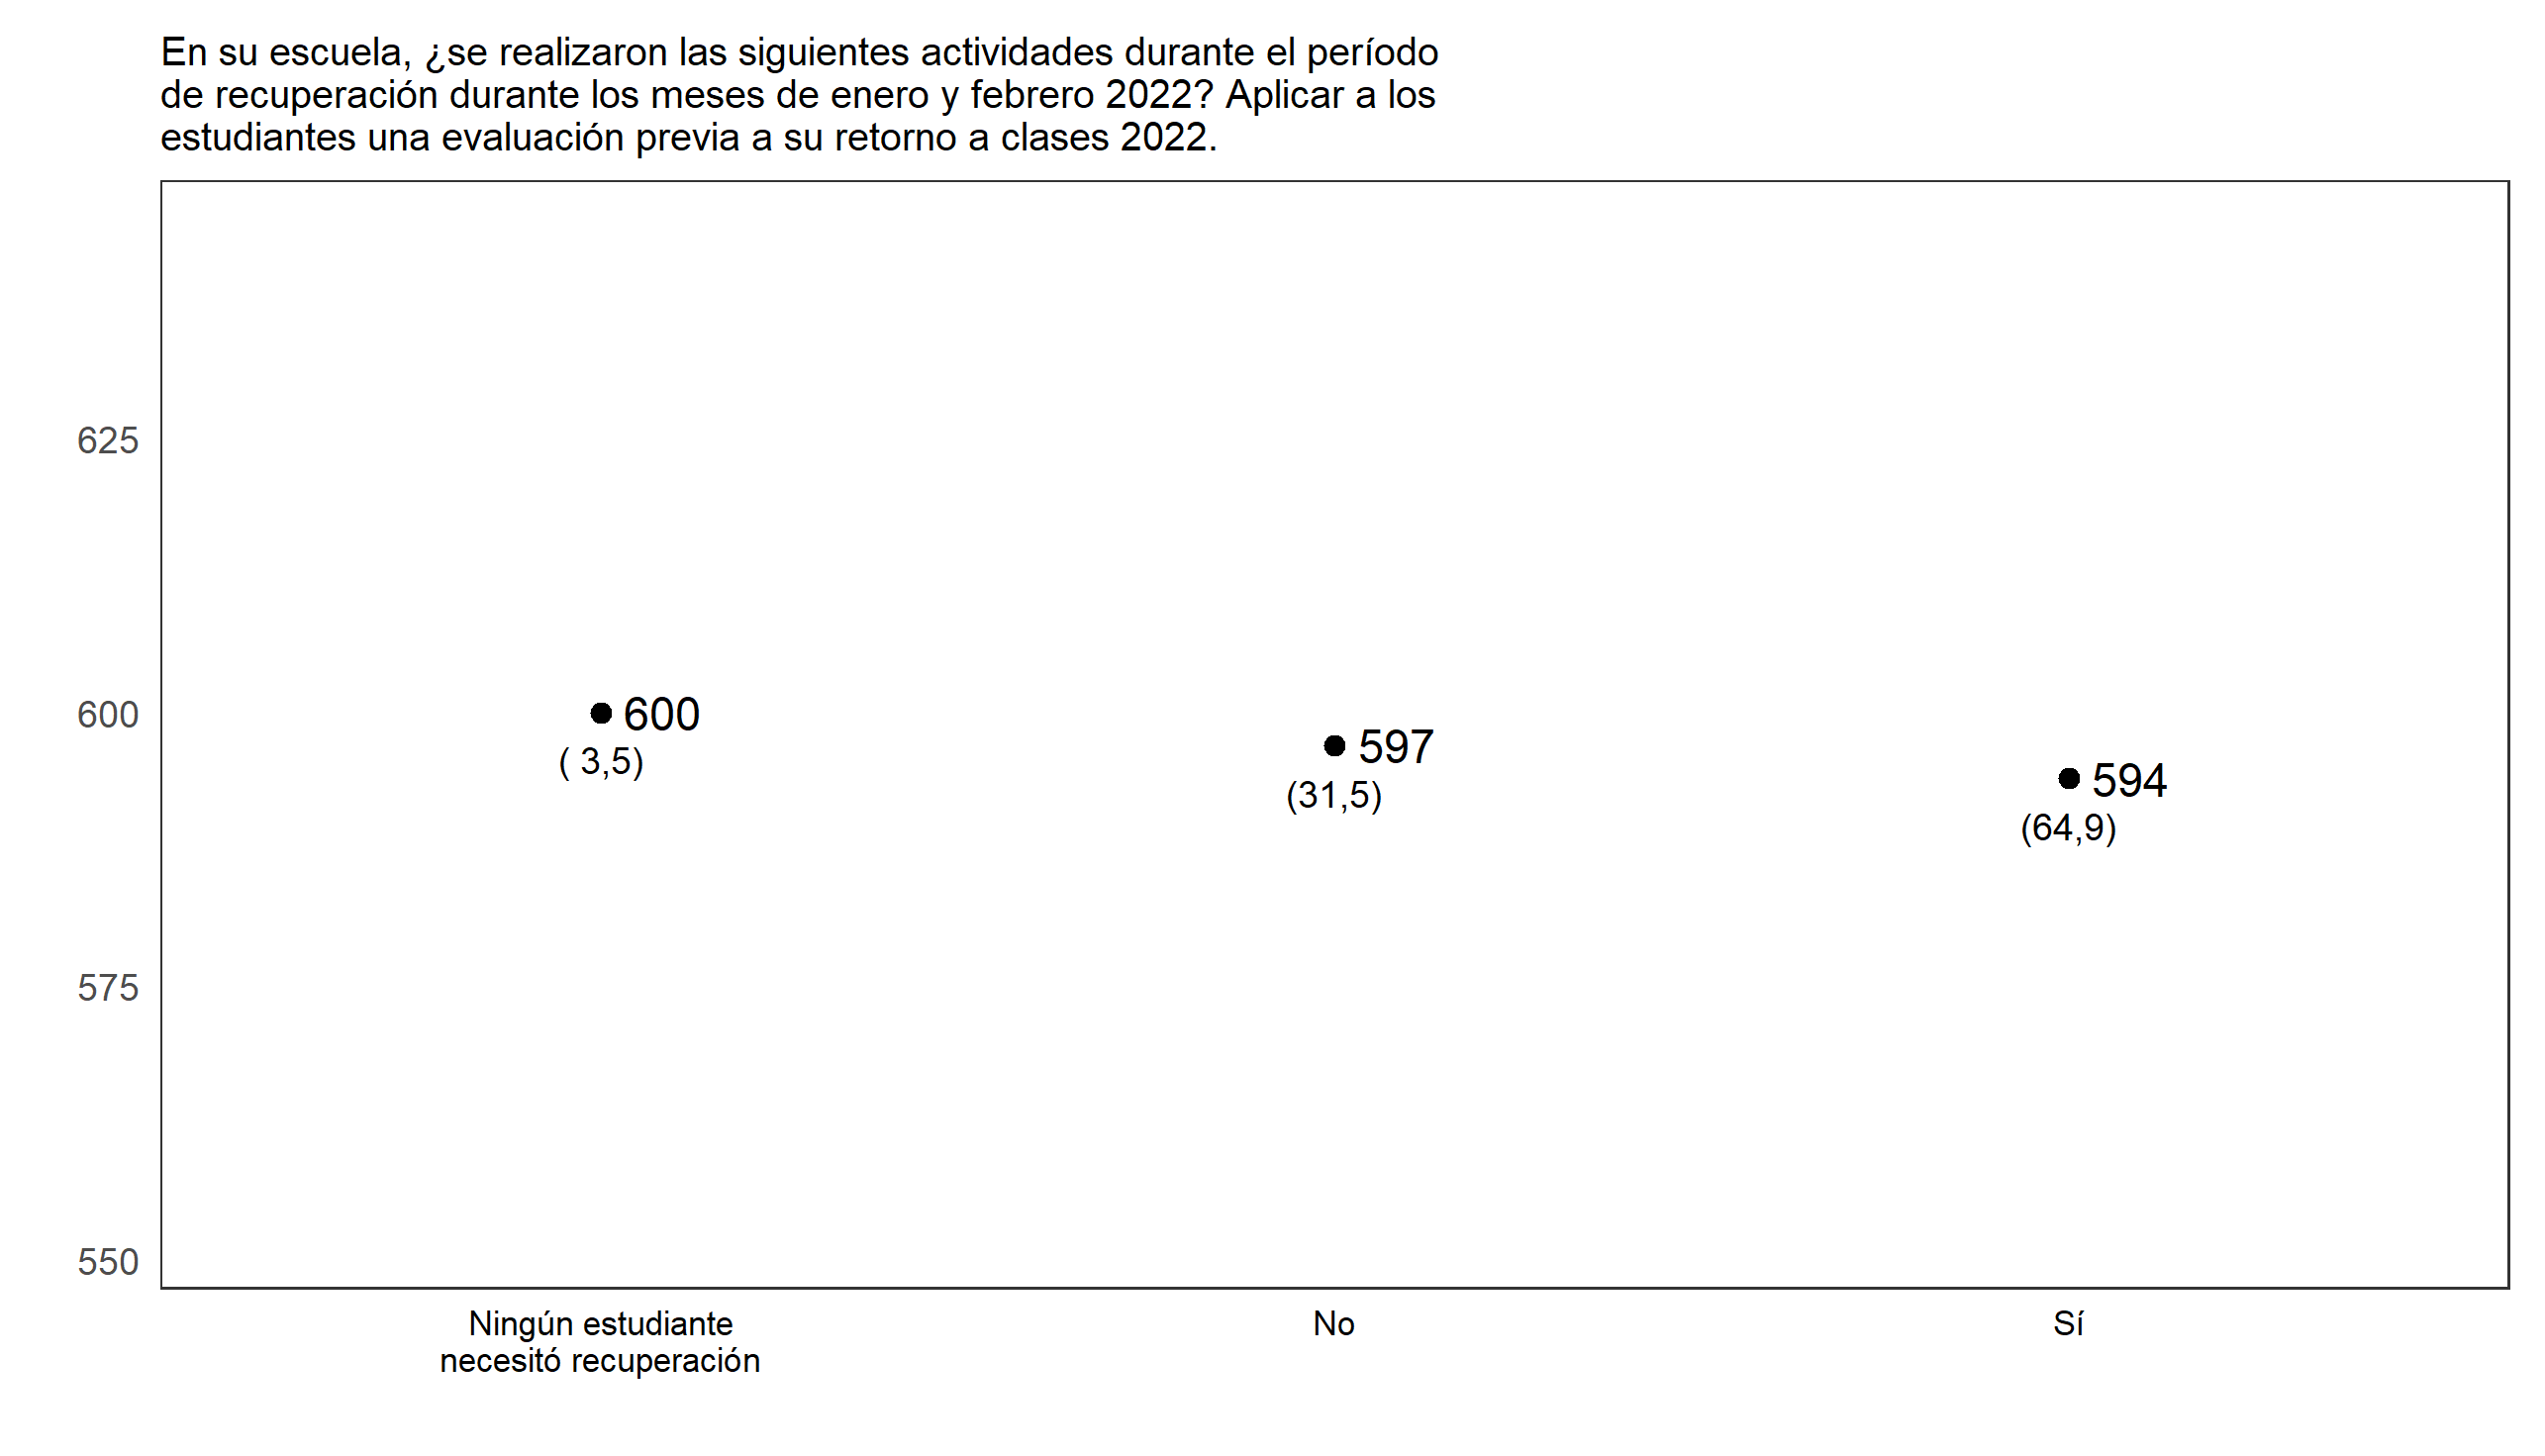 En su escuela, ¿se realizaron las siguientes actividades durante el período
de recuperación durante los meses de enero y febrero 2022? Aplicar a los
estudiantes una evaluación previa a su retorno a clases 2022.
625
600
575
550
600
( 3,5)
597
(31,5)
594
(64,9)
Ningún estudiante
necesitó recuperación
No
Sí